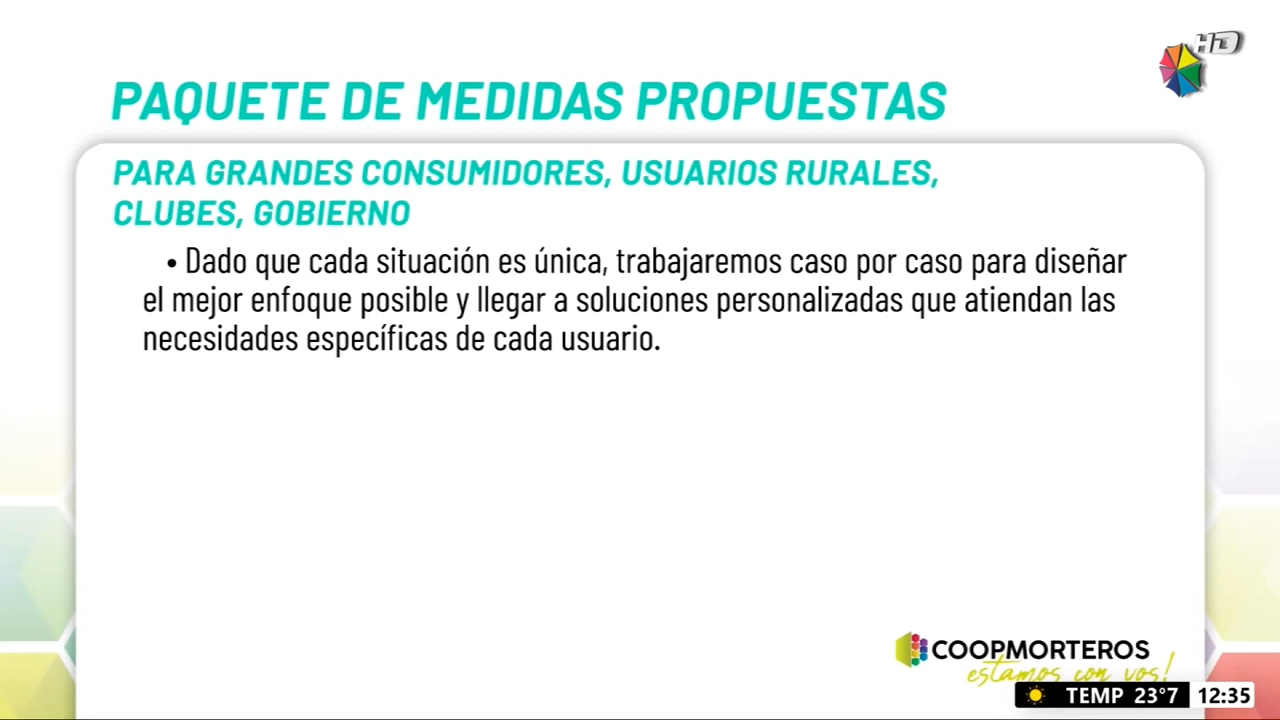 HD
PAQUETE DE MEDIDAS PROPUESTAS
PARA GRANDES CONSUMIDORES, USUARIOS RURALES,
CLUBES, GOBIERNO
• Dado que cada situación es única, trabajaremos caso por caso para diseñar
el mejor enfoque posible y llegar a soluciones personalizadas que atiendan las
necesidades específicas de cada usuario.
COOPMORTEROS
estamos con vos!
TEMP 23°7 12:35